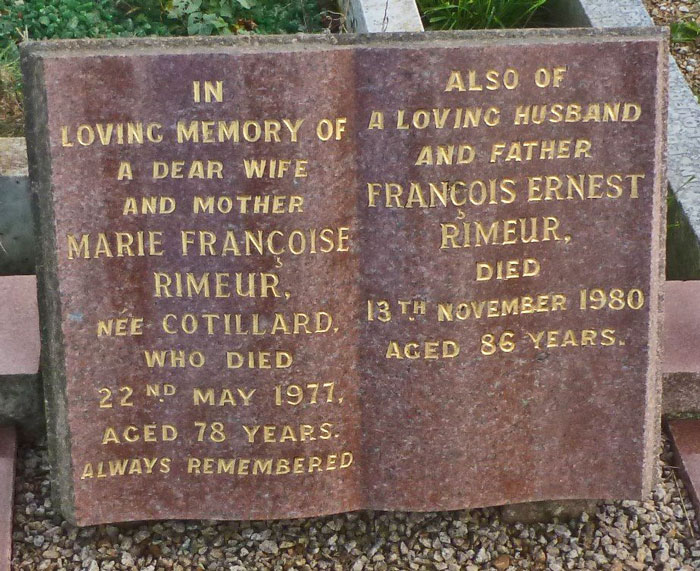 IN
LOVING MEMORY OF
A DEAR WIFE
AND MOTHER
MARIE FRANÇOISE
RIMEUR,
NÉE COTILLARD,
WHO DIED
22ND MAY 1977,
AGED 78 YEARS.
ALWAYS REMEMBERED
ALSO OF
A LOVING HUSBAND
AND FATHER
FRANÇOIS ERNEST
RIMEUR,
DIED
13TH NOVEMBER 1980
AGED 86 YEARS.